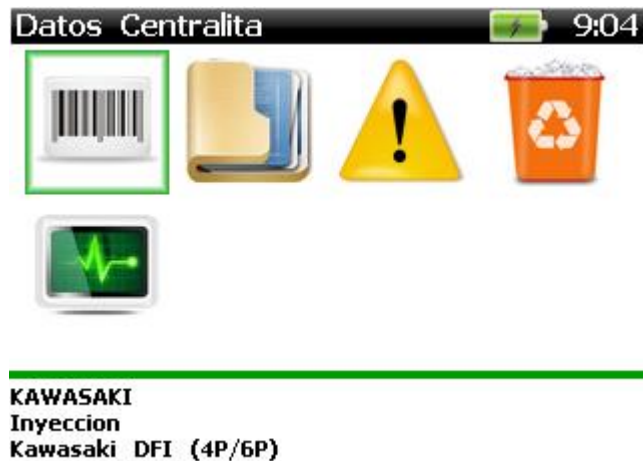 Datos Centralita 9:04
KAWASAKI
Inyeccion
Kawasaki DFI (4P/6P)